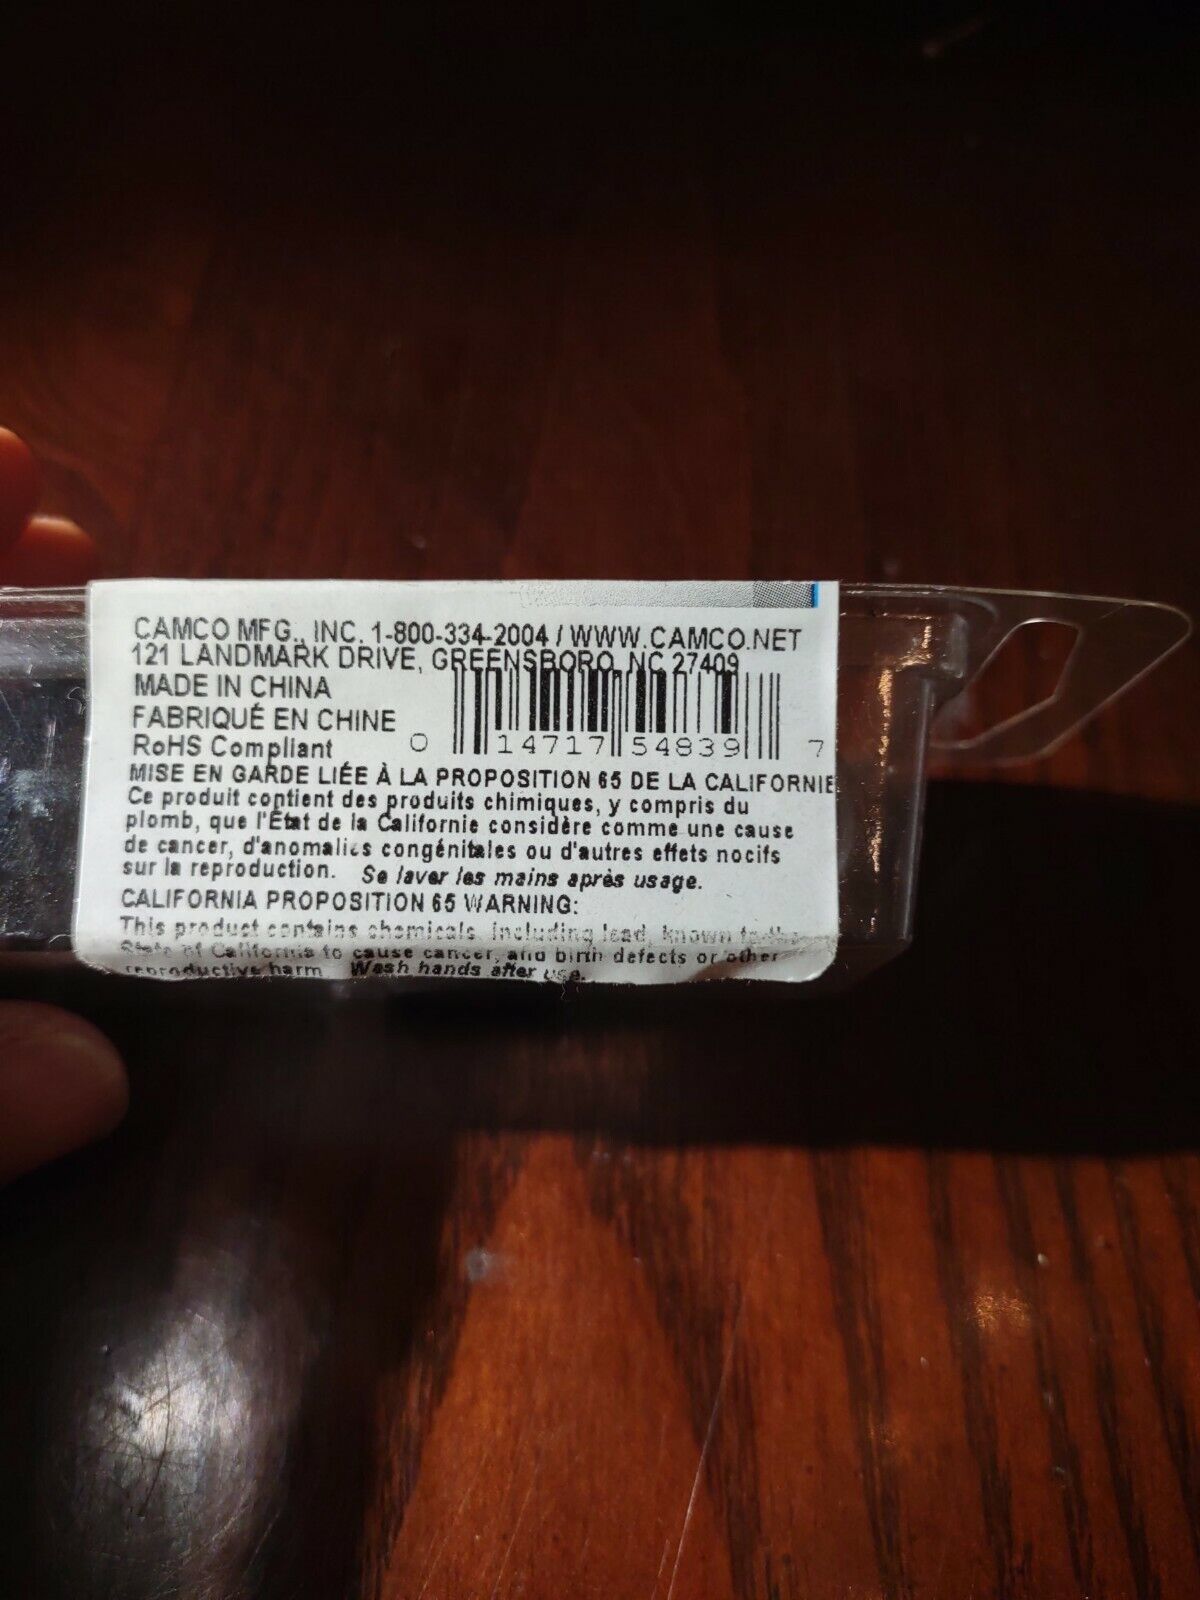 CAMCO MFG., INC. 1-800-334-2004 / WWW.CAMCO.NET
121 LANDMARK DRIVE, GREENSBORO, NC 27409
MADE IN CHINA
FABRIQUÉ EN CHINE
RoHS Compliant
0 14717 54839 7
MISE EN GARDE LIÉE À LA PROPOSITION 65 DE LA CALIFORNIE
Ce produit contient des produits chimiques, y compris du
plomb, que l'État de la Californie considère comme une cause
de cancer, d'anomalies congénitales ou d'autres effets nocifs
sur la reproduction. Se laver les mains après usage.
CALIFORNIA PROPOSITION 65 WARNING:
This product contains chemicals, including lead, known to the
State of California to cause cancer, and birth defects or other
reproductive harm Wash hands after use.